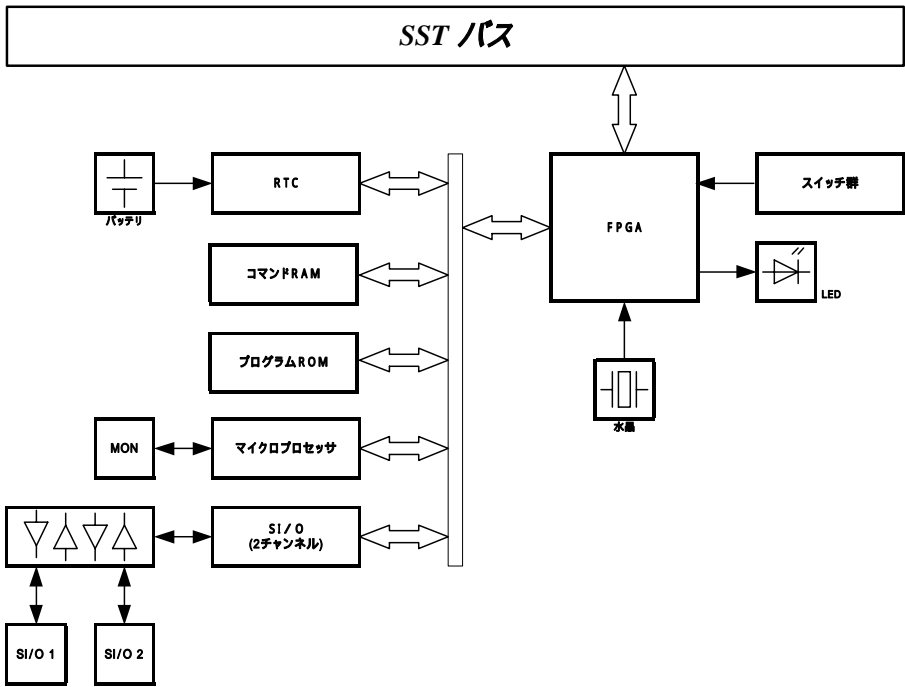 SST バス
RTC
スイッチ群
バッテリ
FPGA
コマンドRAM
LED
プログラムROM
水晶
MON
マイクロプロセッサ
SI/O
(2チャンネル)
SI/O 1
SI/O 2